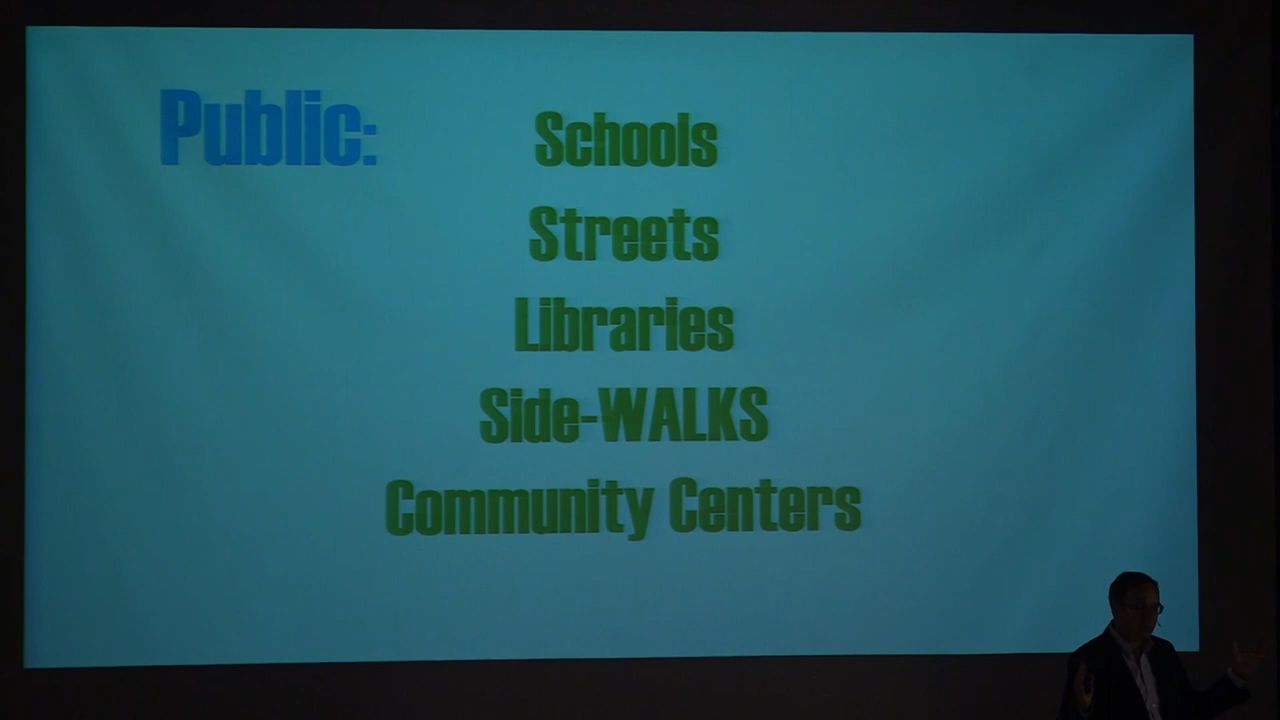 Public:
Schools
Streets
Libraries
Side-WALKS
Community Centers